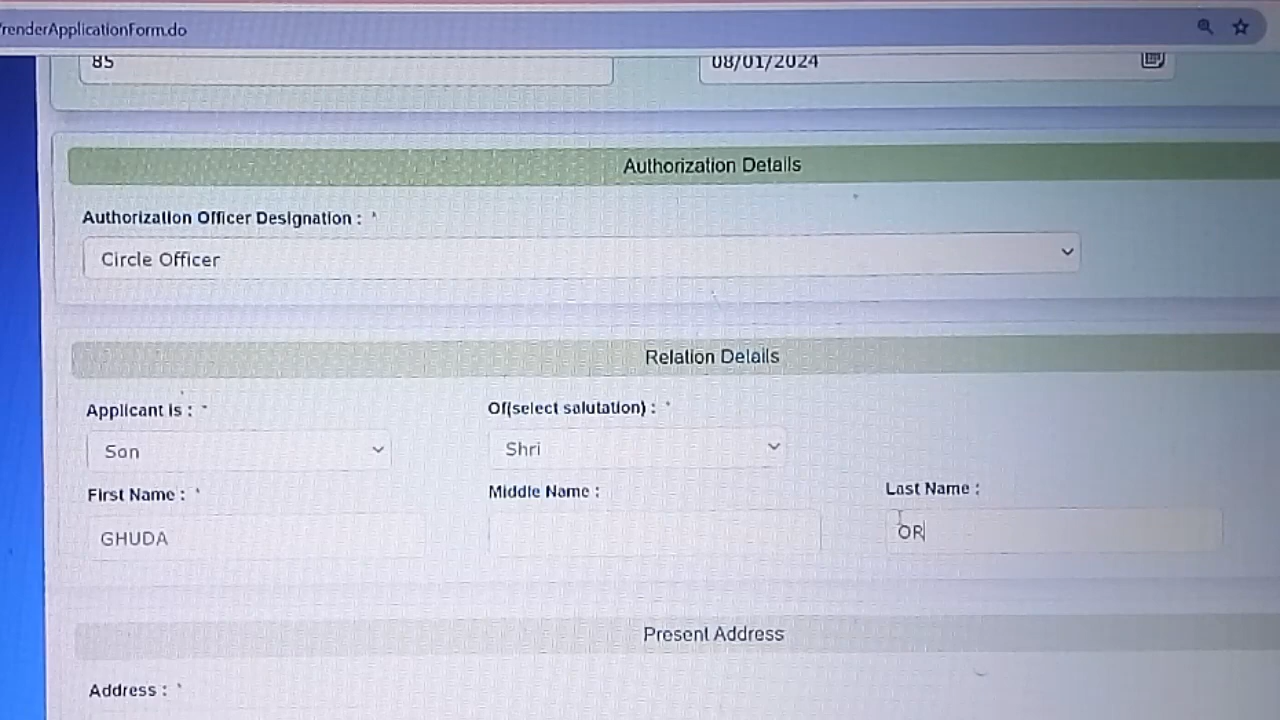 /renderApplicationForm.do
85
08/01/2024
Authorization Details
Authorization Officer Designation : *
Circle Officer
Relation Details
Applicant is : *
Of(select salutation) : *
Son
Shri
First Name : *
Middle Name :
Last Name :
GHUDA
OR
Present Address
Address : *